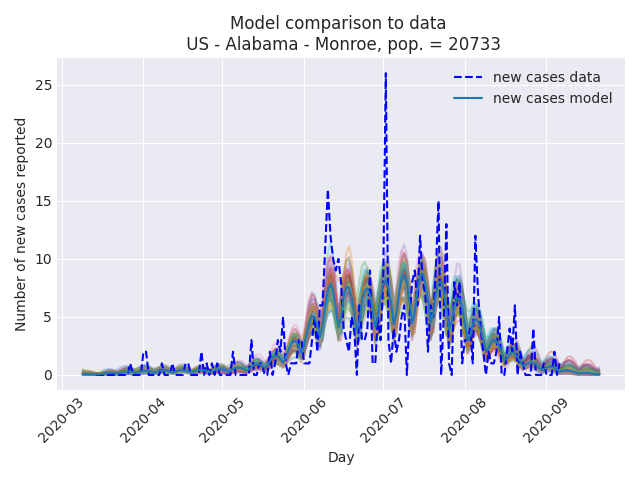 Model comparison to data
US - Alabama - Monroe, pop. = 20733
new cases data
new cases model
Number of new cases reported
25
20
15
10
5
0
2020-03
2020-04
2020-05
2020-06
2020-07
2020-08
2020-09
Day